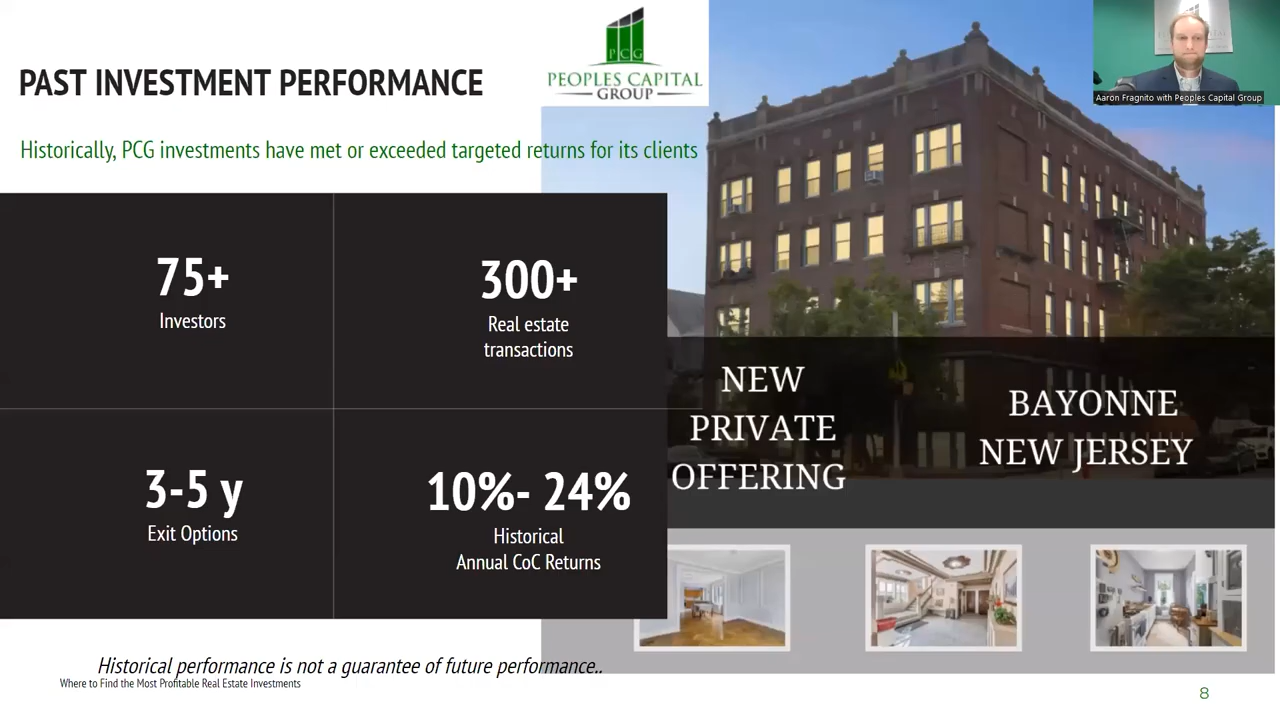 PAST INVESTMENT PERFORMANCE
PCG
PEOPLES CAPITAL
GROUP
Aaron Fragnito with Peoples Capital Group
Historically, PCG investments have met or exceeded targeted returns for its clients
75+
Investors
300+
Real estate
transactions
3-5 y
Exit Options
10%- 24%
Historical
Annual CoC Returns
NEW
PRIVATE
OFFERING
BAYONNE
NEW JERSEY
Historical performance is not a guarantee of future performance..
Where to Find the Most Profitable Real Estate Investments
8